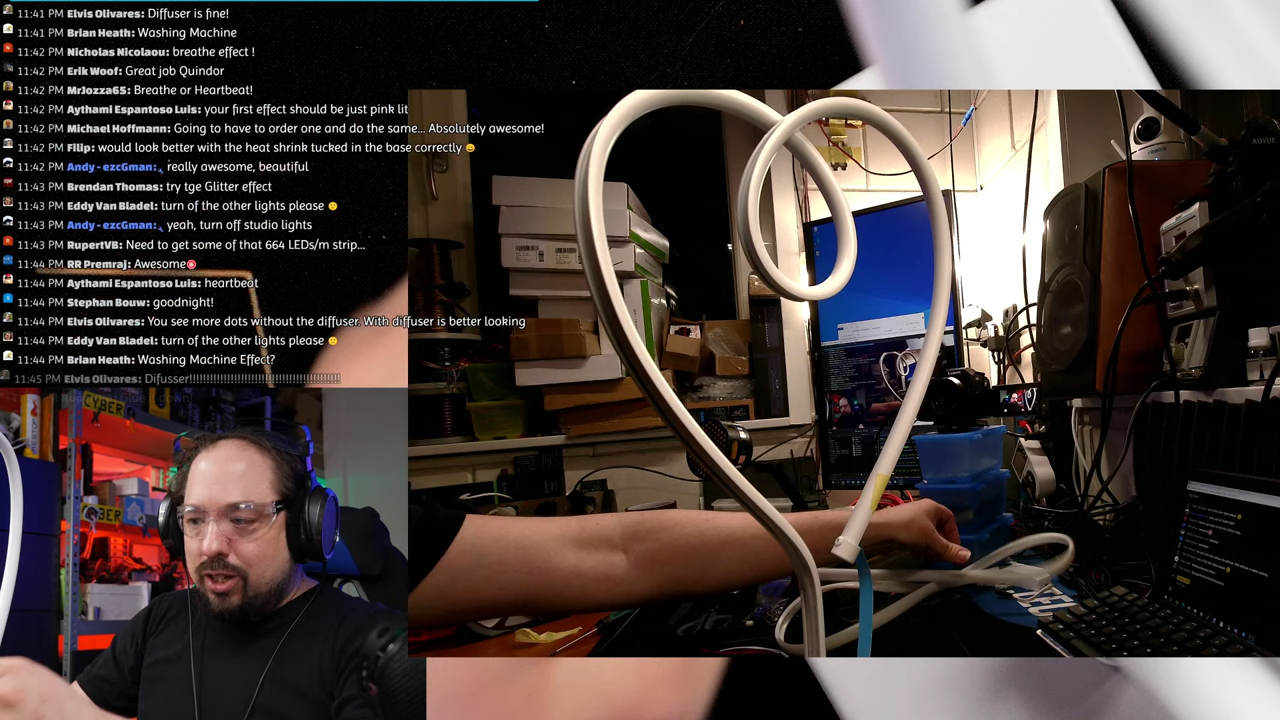 11:41 PM Elvis Olivares: Diffuser is fine!
11:41 PM Brian Heath: Washing Machine
11:42 PM Nicholas Nicolaou: breathe effect !
11:42 PM Erik Woof: Great job Quindor
11:42 PM MrJozza65: Breathe or Heartbeat!
11:42 PM Aythami Espantoso Luis: your first effect should be just pink lit
11:42 PM Michael Hoffmann: Going to have to order one and do the same... Absolutely awesome!
11:42 PM Filip: would look better with the heat shrink tucked in the base correctly 😀
11:42 PM Andy - ezcGman: really awesome, beautiful
11:43 PM Brendan Thomas: try tge Glitter effect
11:43 PM Eddy Van Bladel: turn of the other lights please 🙂
11:43 PM Andy - ezcGman: yeah, turn off studio lights
11:43 PM RupertVB: Need to get some of that 664 LEDs/m strip...
11:44 PM RR Premraj: Awesome🎯
11:44 PM Aythami Espantoso Luis: heartbeat
11:44 PM Stephan Bouw: goodnight!
11:44 PM Elvis Olivares: You see more dots without the diffuser. With diffuser is better looking
11:44 PM Eddy Van Bladel: turn of the other lights please 🙂
11:44 PM Brian Heath: Washing Machine Effect?
11:45 PM Elvis Olivares: Difusser!!!!!!!!!!!!!!!!!!!!!!!!!!!!!!!!!!!!!!!!!!!!!!
CYBER
CYBER
AOYUE